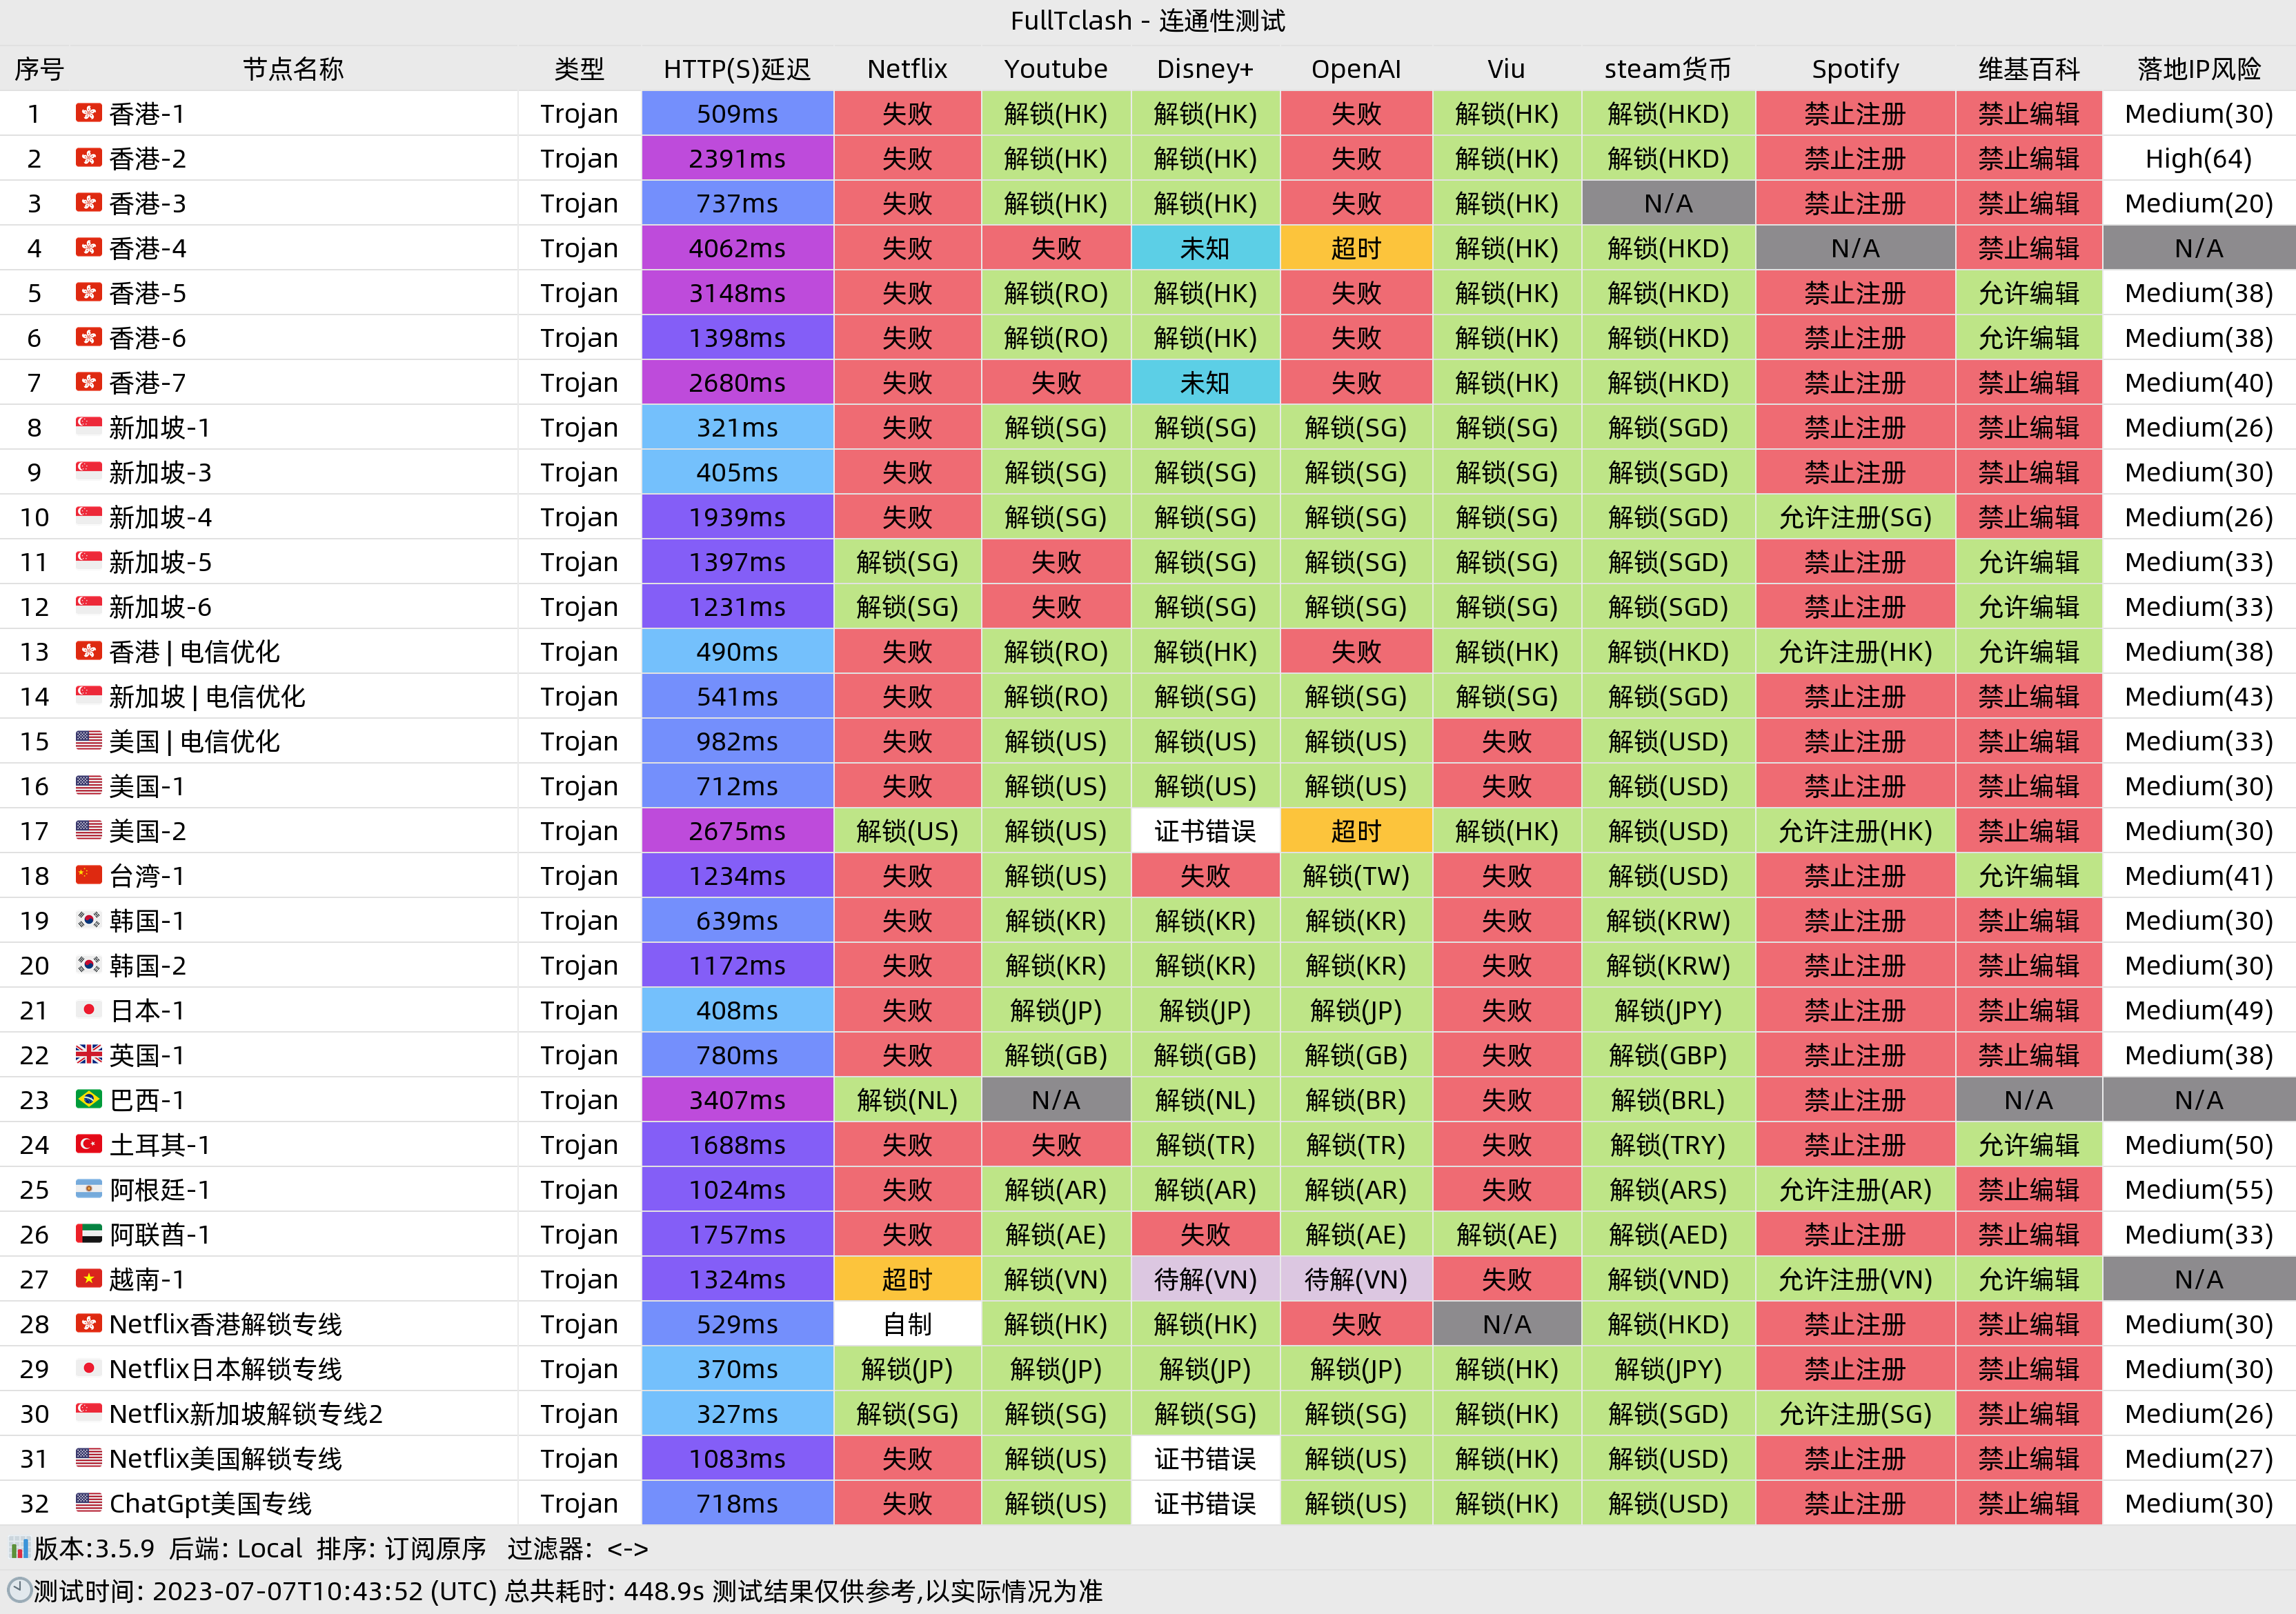 FullTclash - 连通性测试
序号 节点名称 类型 HTTP(S)延迟 Netflix Youtube Disney+ OpenAI Viu steam货币 Spotify 维基百科 落地IP风险
1 香港-1 Trojan 509ms 失败 解锁(HK) 解锁(HK) 失败 解锁(HK) 解锁(HKD) 禁止注册 禁止编辑 Medium(30)
2 香港-2 Trojan 2391ms 失败 解锁(HK) 解锁(HK) 失败 解锁(HK) 解锁(HKD) 禁止注册 禁止编辑 High(64)
3 香港-3 Trojan 737ms 失败 解锁(HK) 解锁(HK) 失败 解锁(HK) N/A 禁止注册 禁止编辑 Medium(20)
4 香港-4 Trojan 4062ms 失败 失败 未知 超时 解锁(HK) 解锁(HKD) N/A 禁止编辑 N/A
5 香港-5 Trojan 3148ms 失败 解锁(RO) 解锁(HK) 失败 解锁(HK) 解锁(HKD) 禁止注册 允许编辑 Medium(38)
6 香港-6 Trojan 1398ms 失败 解锁(RO) 解锁(HK) 失败 解锁(HK) 解锁(HKD) 禁止注册 允许编辑 Medium(38)
7 香港-7 Trojan 2680ms 失败 失败 未知 失败 解锁(HK) 解锁(HKD) 禁止注册 禁止编辑 Medium(40)
8 新加坡-1 Trojan 321ms 失败 解锁(SG) 解锁(SG) 解锁(SG) 解锁(SG) 解锁(SGD) 禁止注册 禁止编辑 Medium(26)
9 新加坡-3 Trojan 405ms 失败 解锁(SG) 解锁(SG) 解锁(SG) 解锁(SG) 解锁(SGD) 禁止注册 禁止编辑 Medium(30)
10 新加坡-4 Trojan 1939ms 失败 解锁(SG) 解锁(SG) 解锁(SG) 解锁(SG) 解锁(SGD) 允许注册(SG) 禁止编辑 Medium(26)
11 新加坡-5 Trojan 1397ms 解锁(SG) 失败 解锁(SG) 解锁(SG) 解锁(SG) 解锁(SGD) 禁止注册 允许编辑 Medium(33)
12 新加坡-6 Trojan 1231ms 解锁(SG) 失败 解锁(SG) 解锁(SG) 解锁(SG) 解锁(SGD) 禁止注册 允许编辑 Medium(33)
13 香港 | 电信优化 Trojan 490ms 失败 解锁(RO) 解锁(HK) 失败 解锁(HK) 解锁(HKD) 允许注册(HK) 允许编辑 Medium(38)
14 新加坡 | 电信优化 Trojan 541ms 失败 解锁(RO) 解锁(SG) 解锁(SG) 解锁(SG) 解锁(SGD) 禁止注册 禁止编辑 Medium(43)
15 美国 | 电信优化 Trojan 982ms 失败 解锁(US) 解锁(US) 解锁(US) 失败 解锁(USD) 禁止注册 禁止编辑 Medium(33)
16 美国-1 Trojan 712ms 失败 解锁(US) 解锁(US) 解锁(US) 失败 解锁(USD) 禁止注册 禁止编辑 Medium(30)
17 美国-2 Trojan 2675ms 解锁(US) 解锁(US) 证书错误 超时 解锁(HK) 解锁(USD) 允许注册(HK) 禁止编辑 Medium(30)
18 台湾-1 Trojan 1234ms 失败 解锁(US) 失败 解锁(TW) 失败 解锁(USD) 禁止注册 允许编辑 Medium(41)
19 韩国-1 Trojan 639ms 失败 解锁(KR) 解锁(KR) 解锁(KR) 失败 解锁(KRW) 禁止注册 禁止编辑 Medium(30)
20 韩国-2 Trojan 1172ms 失败 解锁(KR) 解锁(KR) 解锁(KR) 失败 解锁(KRW) 禁止注册 禁止编辑 Medium(30)
21 日本-1 Trojan 408ms 失败 解锁(JP) 解锁(JP) 解锁(JP) 失败 解锁(JPY) 禁止注册 禁止编辑 Medium(49)
22 英国-1 Trojan 780ms 失败 解锁(GB) 解锁(GB) 解锁(GB) 失败 解锁(GBP) 禁止注册 禁止编辑 Medium(38)
23 巴西-1 Trojan 3407ms 解锁(NL) N/A 解锁(NL) 解锁(BR) 失败 解锁(BRL) 禁止注册 N/A N/A
24 土耳其-1 Trojan 1688ms 失败 失败 解锁(TR) 解锁(TR) 失败 解锁(TRY) 禁止注册 允许编辑 Medium(50)
25 阿根廷-1 Trojan 1024ms 失败 解锁(AR) 解锁(AR) 解锁(AR) 失败 解锁(ARS) 允许注册(AR) 禁止编辑 Medium(55)
26 阿联酋-1 Trojan 1757ms 失败 解锁(AE) 失败 解锁(AE) 解锁(AE) 解锁(AED) 禁止注册 禁止编辑 Medium(33)
27 越南-1 Trojan 1324ms 超时 解锁(VN) 待解(VN) 待解(VN) 失败 解锁(VND) 允许注册(VN) 允许编辑 N/A
28 Netflix香港解锁专线 Trojan 529ms 自制 解锁(HK) 解锁(HK) 失败 N/A 解锁(HKD) 禁止注册 禁止编辑 Medium(30)
29 Netflix日本解锁专线 Trojan 370ms 解锁(JP) 解锁(JP) 解锁(JP) 解锁(JP) 解锁(HK) 解锁(JPY) 禁止注册 禁止编辑 Medium(30)
30 Netflix新加坡解锁专线2 Trojan 327ms 解锁(SG) 解锁(SG) 解锁(SG) 解锁(SG) 解锁(HK) 解锁(SGD) 允许注册(SG) 禁止编辑 Medium(26)
31 Netflix美国解锁专线 Trojan 1083ms 失败 解锁(US) 证书错误 解锁(US) 解锁(HK) 解锁(USD) 禁止注册 禁止编辑 Medium(27)
32 ChatGpt美国专线 Trojan 718ms 失败 解锁(US) 证书错误 解锁(US) 解锁(HK) 解锁(USD) 禁止注册 禁止编辑 Medium(30)
版本:3.5.9 后端: Local 排序: 订阅原序 过滤器: <->
测试时间: 2023-07-07T10:43:52 (UTC) 总共耗时: 448.9s 测试结果仅供参考,以实际情况为准